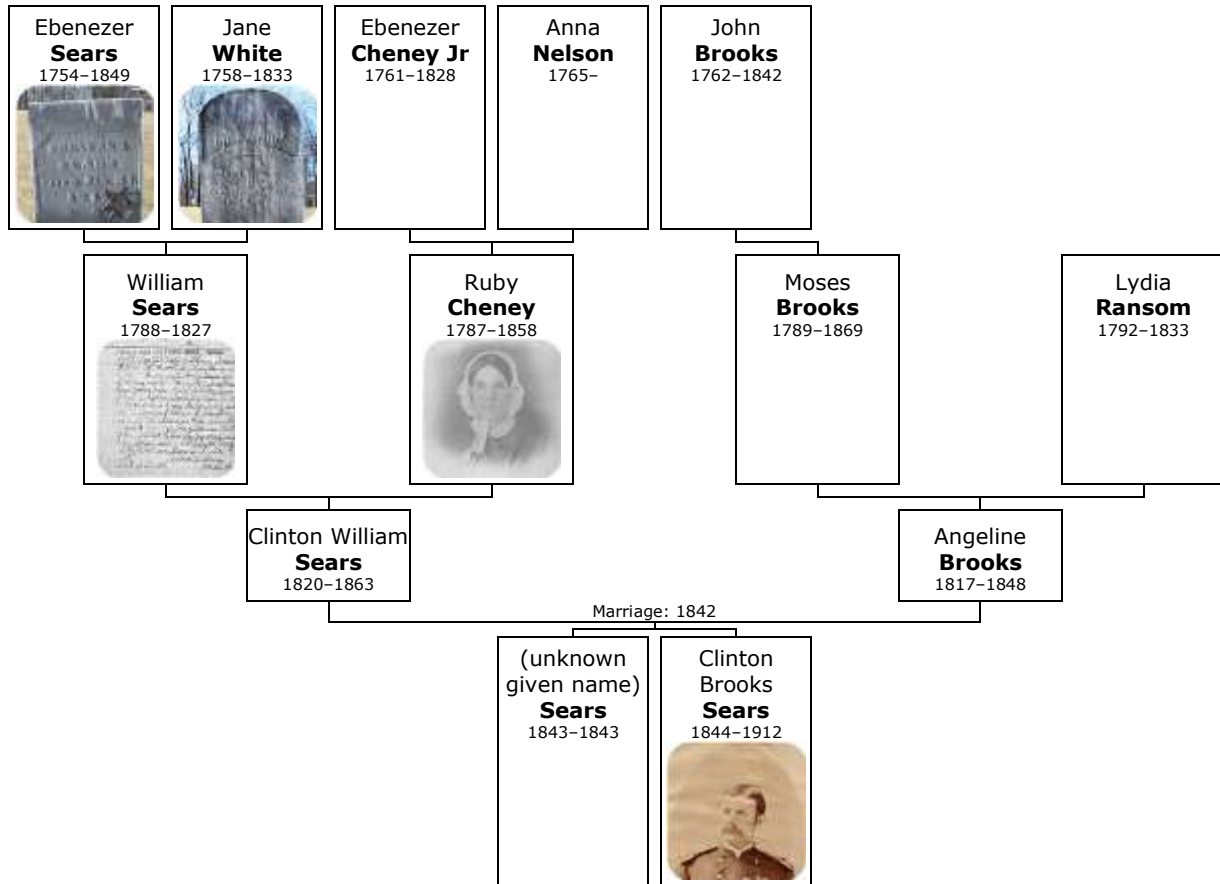 Ebenezer
Sears
1754–1849
Jane
White
1758–1833
Ebenezer
Cheney Jr
1761–1828
Anna
Nelson
1765–
John
Brooks
1762–1842
William
Sears
1788–1827
Ruby
Cheney
1787–1858
Moses
Brooks
1789–1869
Lydia
Ransom
1792–1833
Clinton William
Sears
1820–1863
Angeline
Brooks
1817–1848
Marriage: 1842
(unknown
given name)
Sears
1843–1843
Clinton
Brooks
Sears
1844–1912